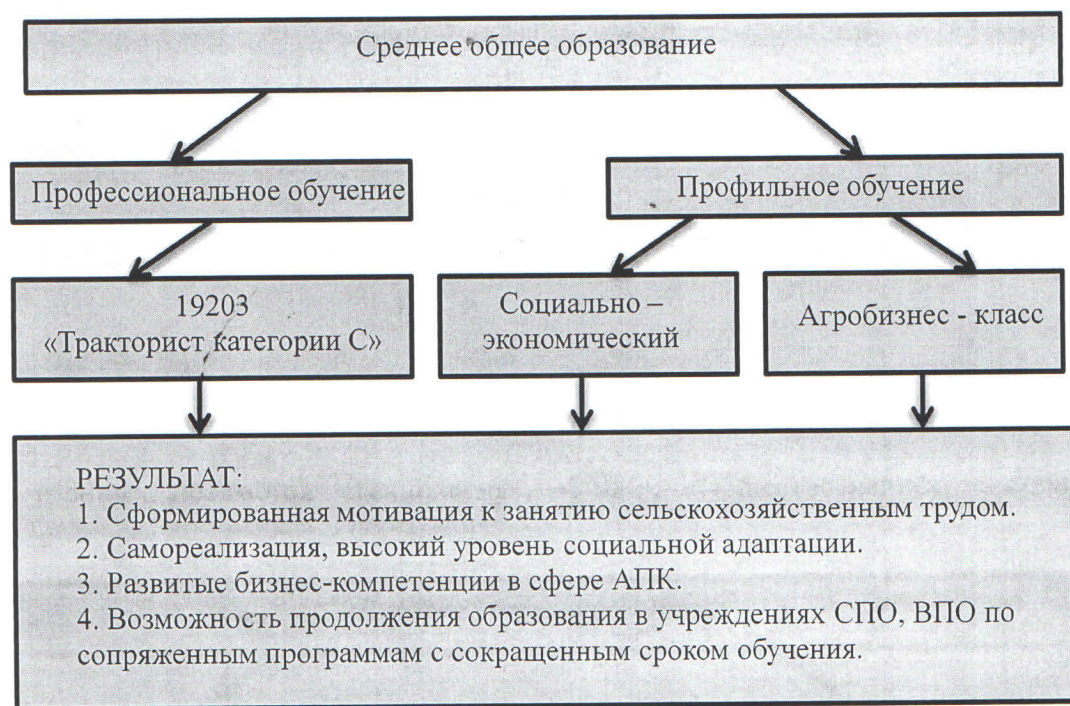 Среднее общее образование
Профессиональное обучение
Профильное обучение
19203
«Тракторист категории С»
Социально –
экономический
Агробизнес - класс
РЕЗУЛЬТАТ:
1. Сформированная мотивация к занятию сельскохозяйственным трудом.
2. Самореализация, высокий уровень социальной адаптации.
3. Развитые бизнес-компетенции в сфере АПК.
4. Возможность продолжения образования в учреждениях СПО, ВПО по
сопряженным программам с сокращенным сроком обучения.